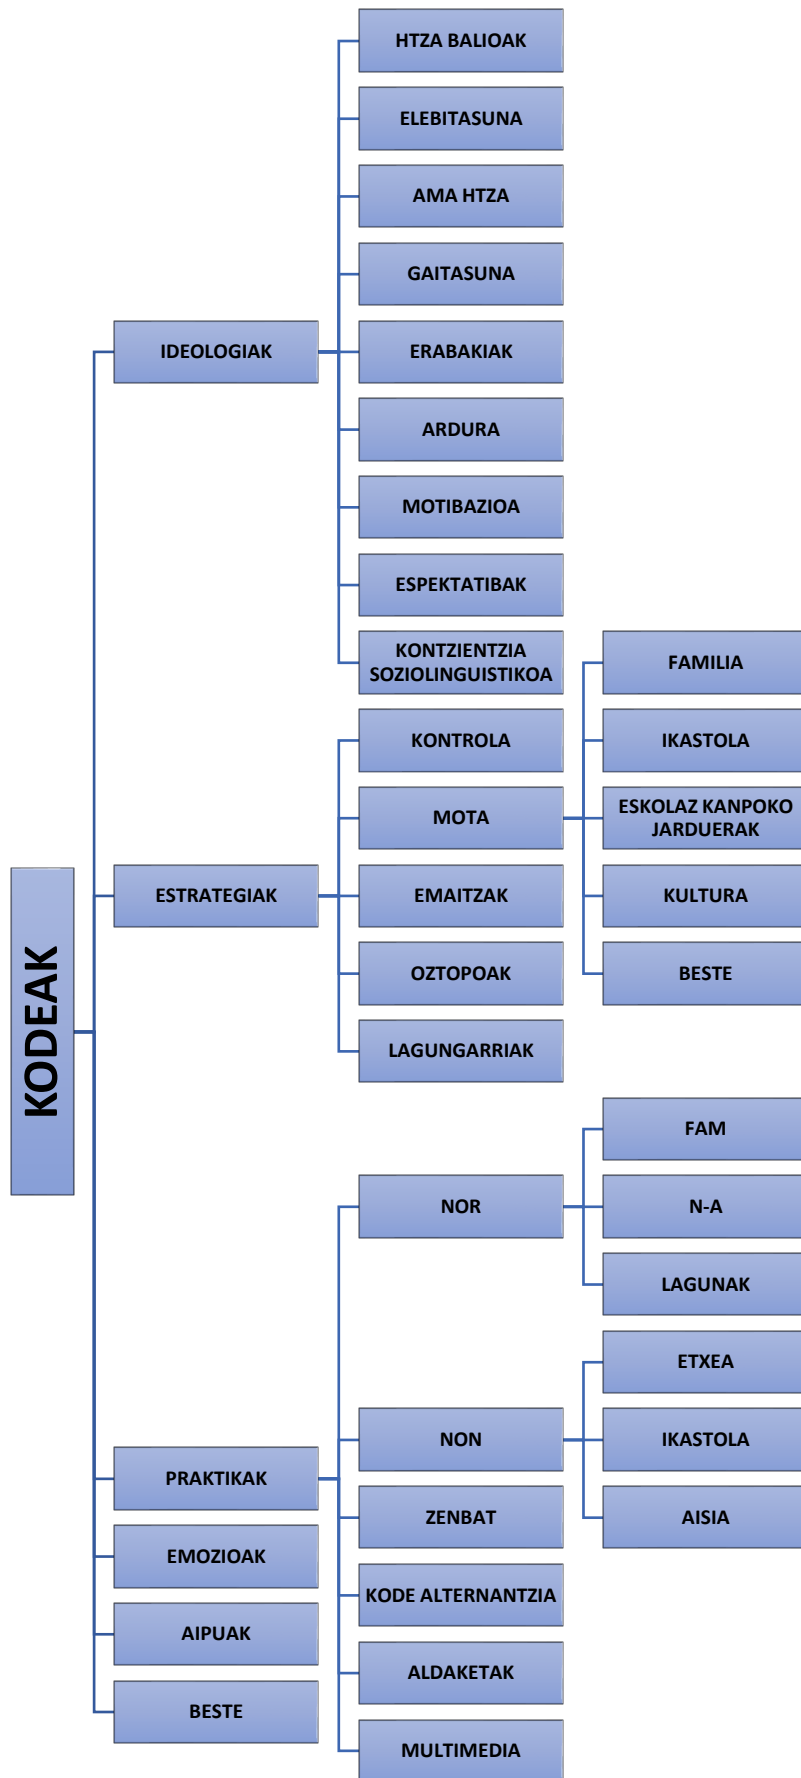 KODEAK
IDEOLOGIAK
HTZA BALIOAK
ELEBITASUNA
AMA HTZA
GAITASUNA
ERABAKIAK
ARDURA
MOTIBAZIOA
ESPEKTATIBAK
KONTZIENTZIA
SOZIOLINGUISTIKOA
ESTRATEGIAK
KONTROLA
MOTA
FAMILIA
IKASTOLA
ESKOLAZ KANPOKO
JARDUERAK
KULTURA
BESTE
EMAITZAK
OZTOPOAK
LAGUNGARRIAK
PRAKTIKAK
NOR
FAM
N-A
LAGUNAK
NON
ETXEA
IKASTOLA
AISIA
ZENBAT
KODE ALTERNANTZIA
ALDAKETAK
MULTIMEDIA
EMOZIOAK
AIPUAK
BESTE